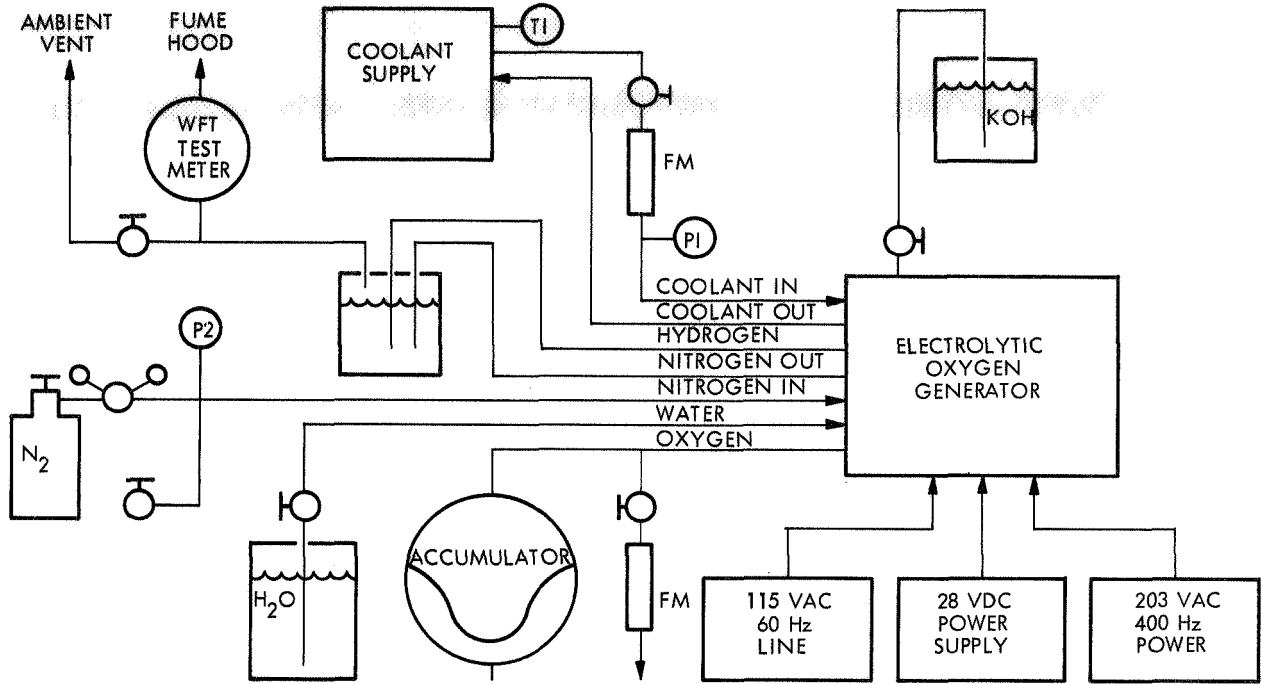 AMBIENT
VENT
FUME
HOOD
WFT
TEST
METER
COOLANT
SUPPLY
T1
FM
P1
KOH
COOLANT IN
COOLANT OUT
HYDROGEN
NITROGEN OUT
NITROGEN IN
WATER
OXYGEN
ELECTROLYTIC
OXYGEN
GENERATOR
P2
N2
H2O
ACCUMULATOR
FM
115 VAC
60 Hz
LINE
28 VDC
POWER
SUPPLY
203 VAC
400 Hz
POWER